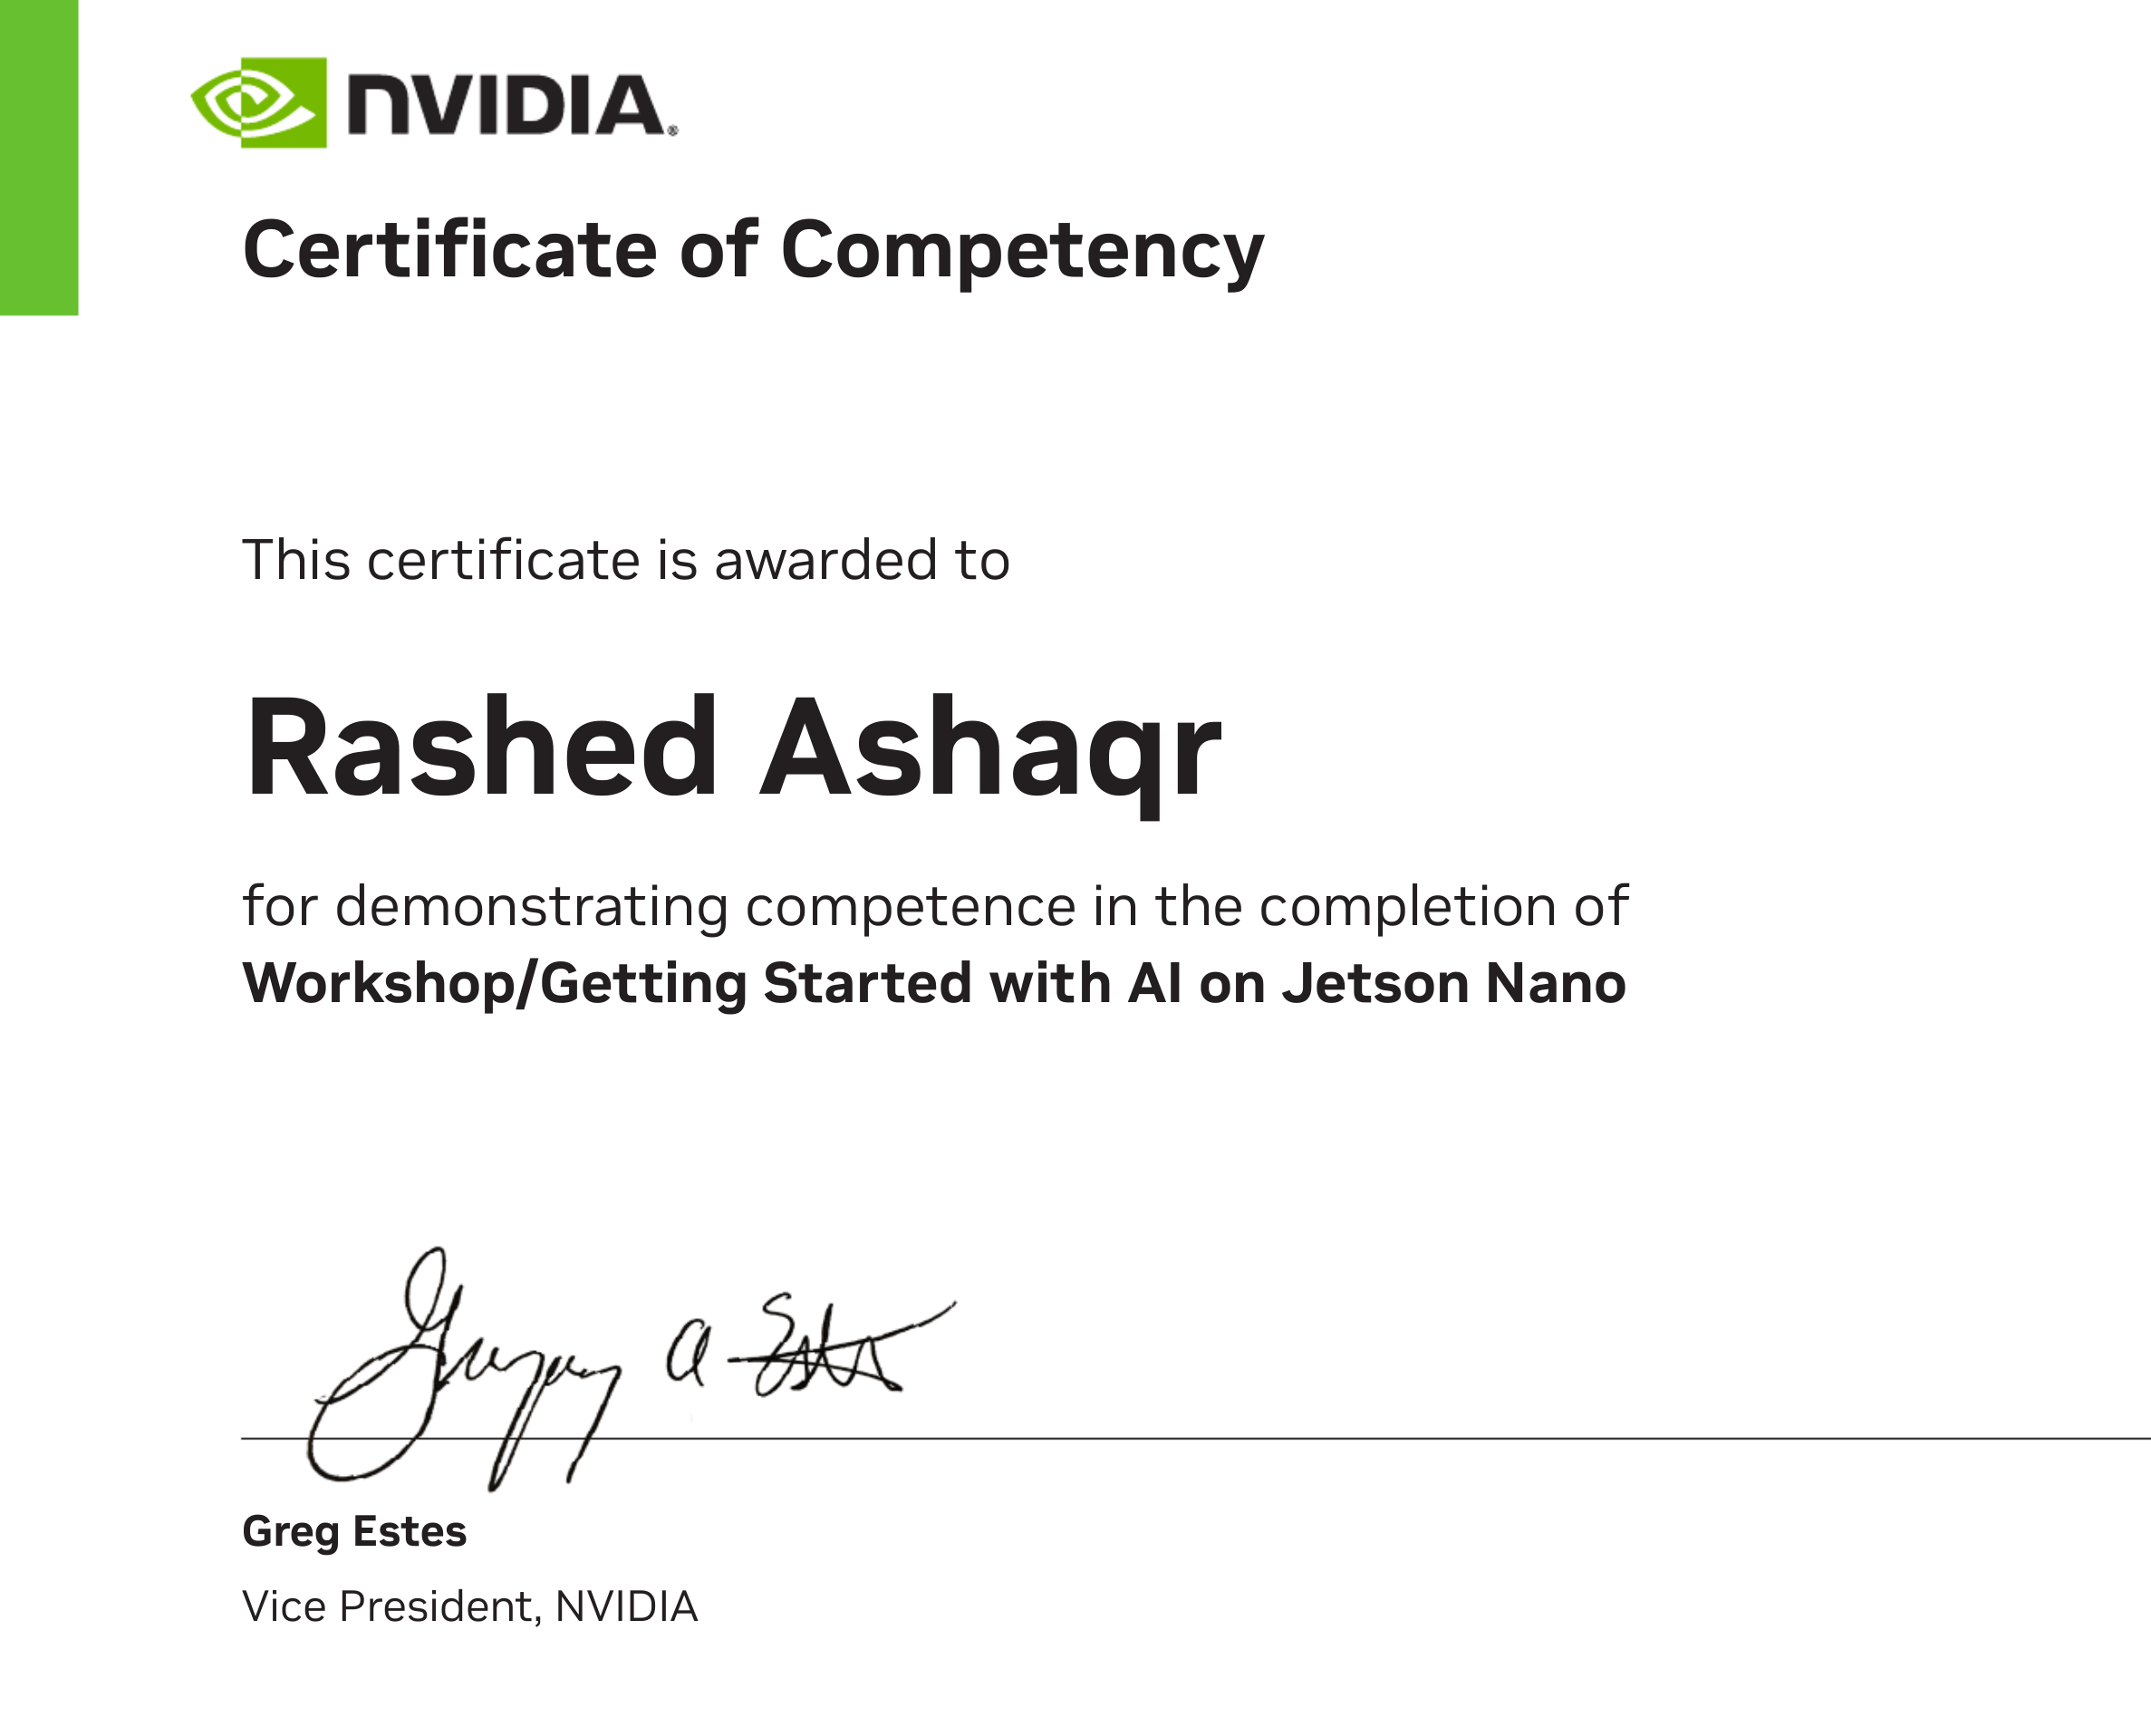 NVIDIA®
Certificate of Competency
This certificate is awarded to
Rashed Ashaqr
for demonstrating competence in the completion of
Workshop/Getting Started with AI on Jetson Nano
Gregory A Estes
Greg Estes
Vice President, NVIDIA